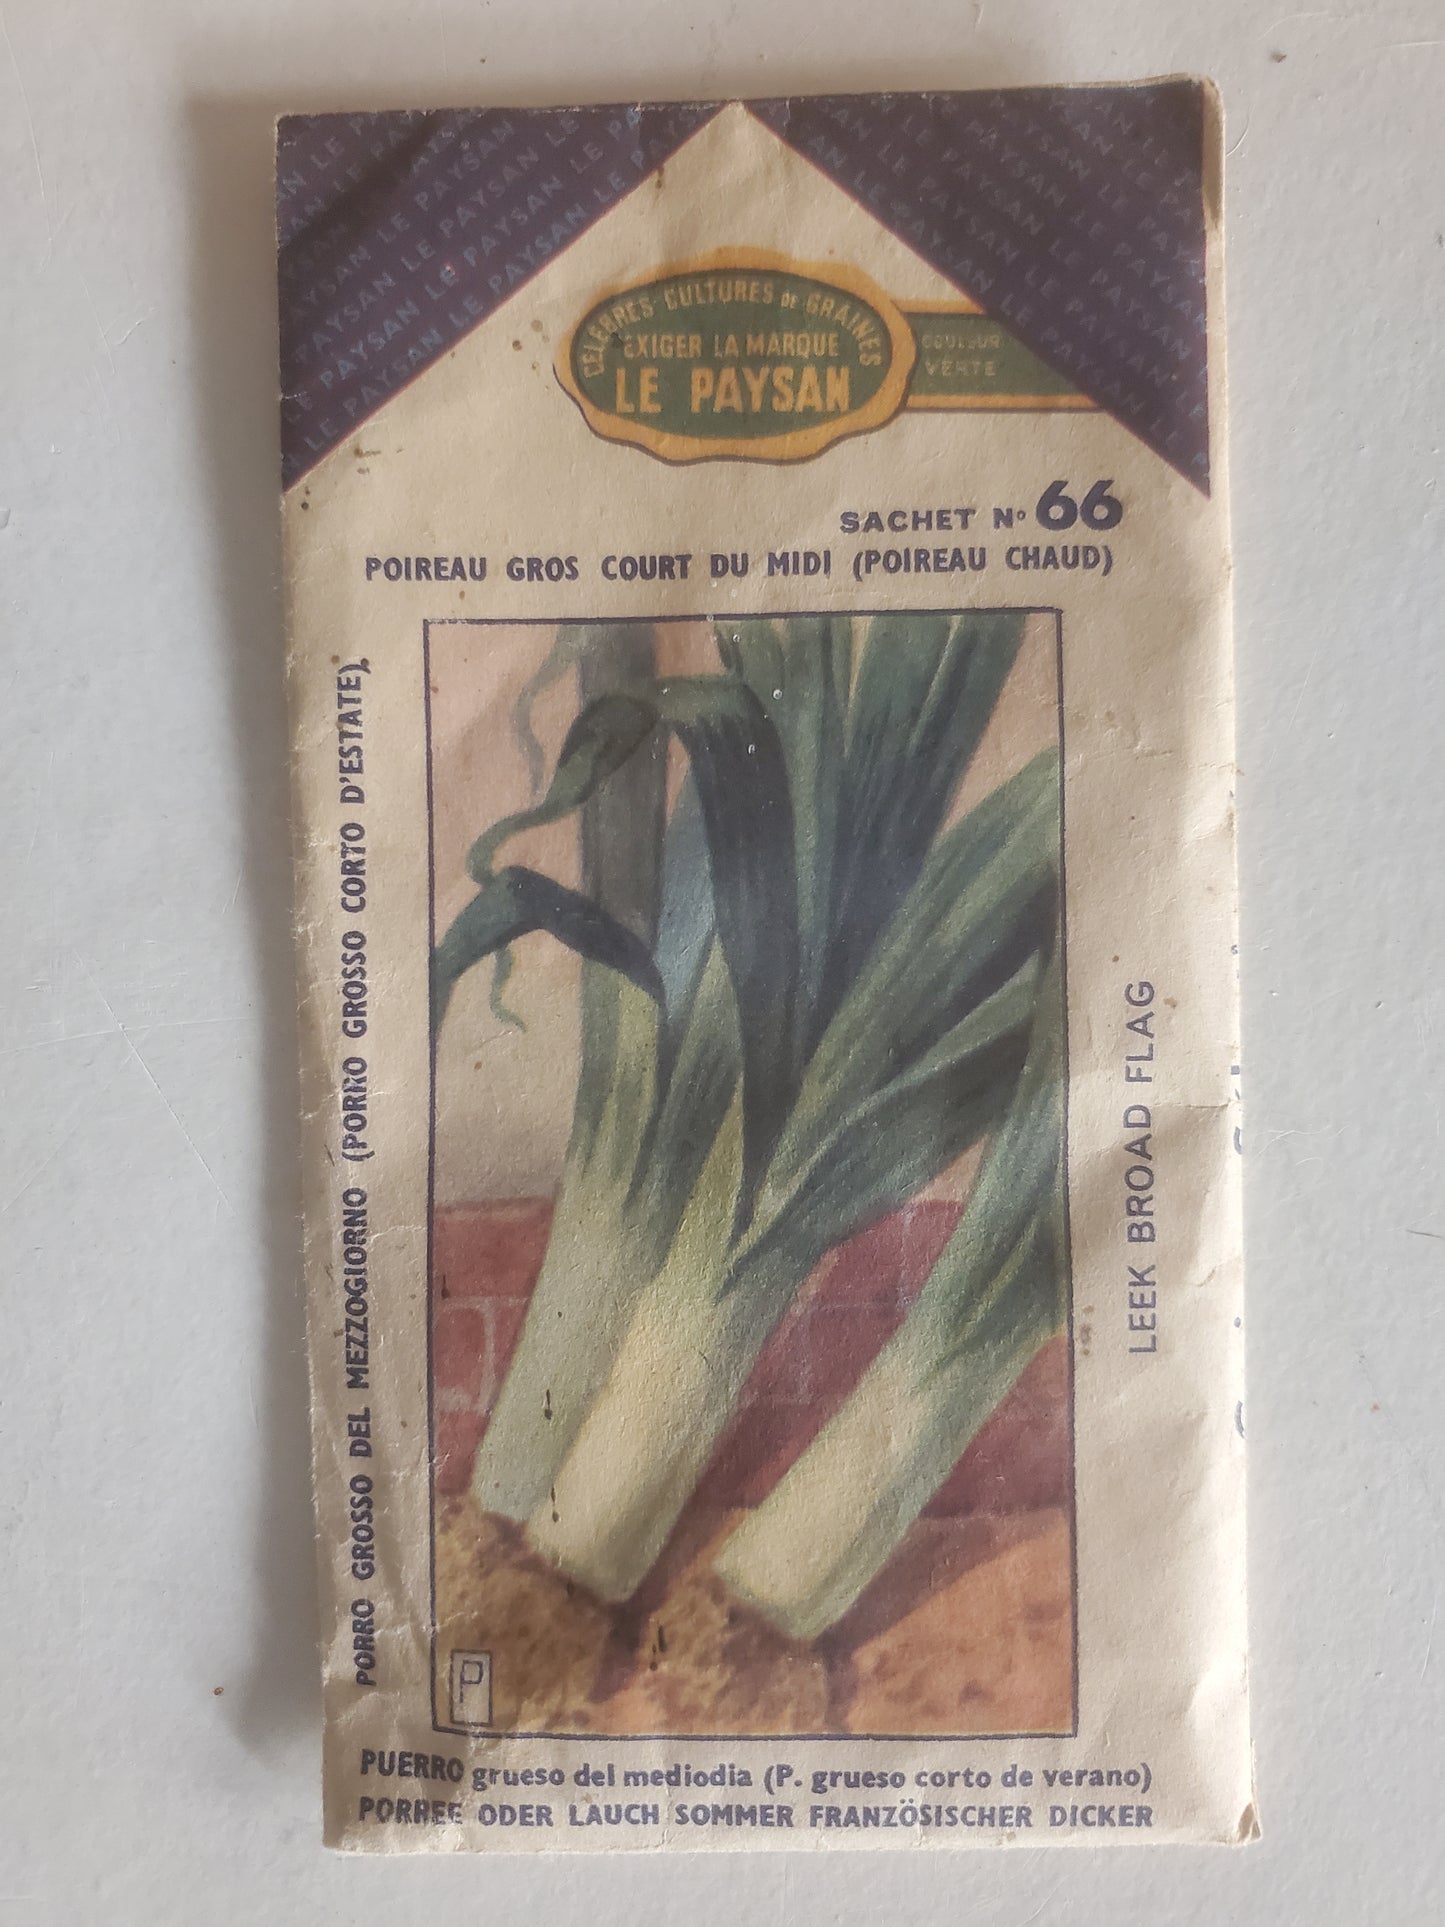 CÉLÈBRES CULTURES DE GRAINES
EXIGER LA MARQUE
LE PAYSAN
COULEUR
VERTE
SACHET Nº 66
POIREAU GROS COURT DU MIDI (POIREAU CHAUD)
PORRO GROSSO DEL MEZZOGIORNO (PORRO GROSSO CORTO D'ESTATE)
LEEK BROAD FLAG
P
PUERRO grueso del mediodia (P. grueso corto de verano)
PORREE ODER LAUCH SOMMER FRANZÖSISCHER DICKER